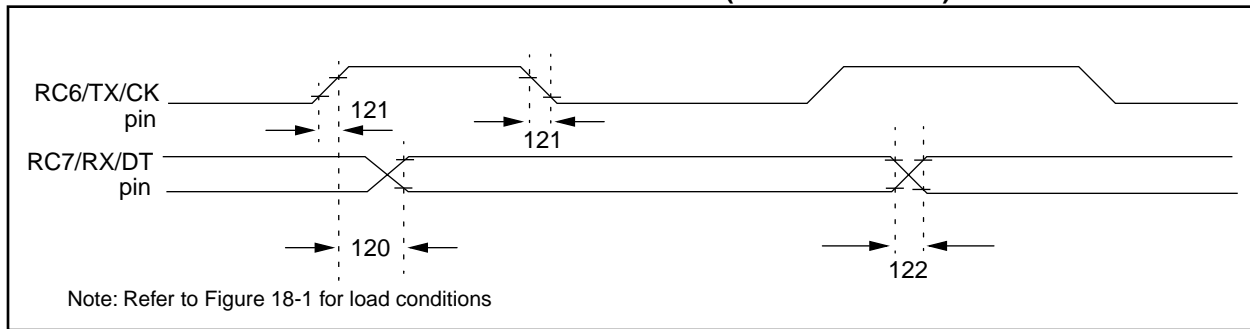 RC6/TX/CK
pin
121
121
RC7/RX/DT
pin
120
122
Note: Refer to Figure 18-1 for load conditions